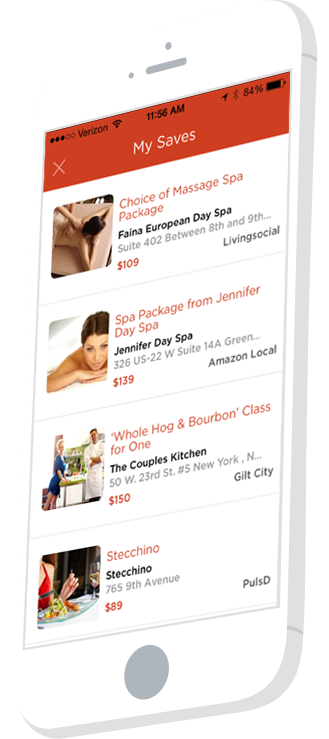 Verizon 11:56 AM 84%
My Saves
Choice of Massage Spa
Package
Faina European Day Spa
Suite 402 Between 8th and 9th...
Livingsocial
$109
Spa Package from Jennifer
Day Spa
Jennifer Day Spa
326 US-22 W Suite 14A Green...
Amazon Local
$139
‘Whole Hog & Bourbon’ Class
for One
The Couples Kitchen
50 W. 23rd St. #5 New York , N...
Gilt City
$150
Stecchino
Stecchino
765 9th Avenue
PulsD
$89